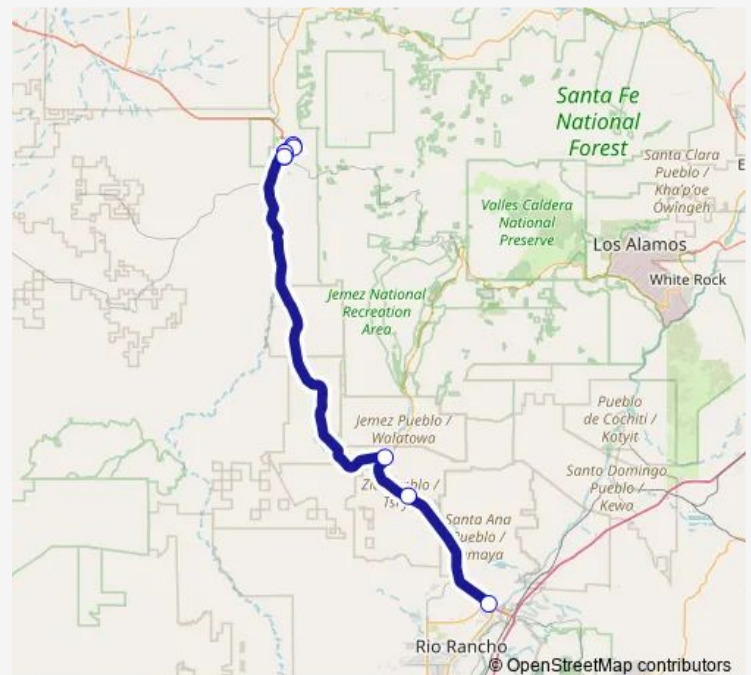 Santa Fe
National
Forest
Santa Clara
Pueblo /
Kha'p'oe
Ówîngeh
E
Valles Caldera
National
Preserve
Los Alamos
White Rock
Jemez National
Recreation
Area
Pueblo
de Cochiti /
Kotyit
Jemez Pueblo /
Walatowa
Santo Domingo
Pueblo /
Kewa
Santa Ana
Pueblo /
Rio Rancho
© OpenStreetMap contributors